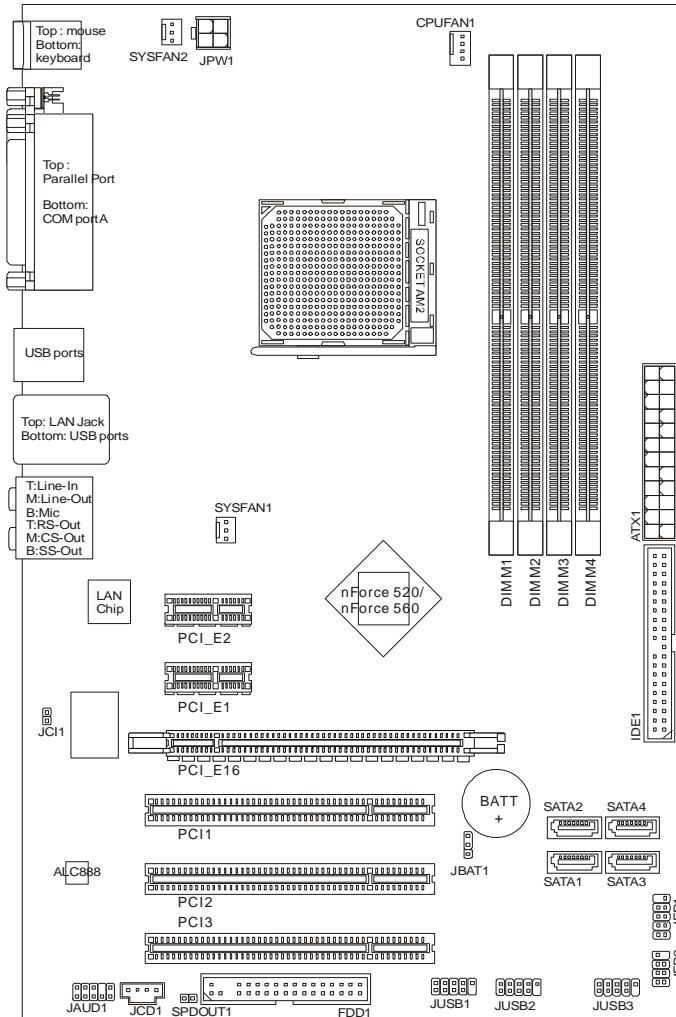 Top : mouse
Bottom:
keyboard
SYSFAN2
JPW1
CPUFAN1
Top :
Parallel Port
Bottom:
COM port A
SOCKET AM2
USB ports
Top: LAN Jack
Bottom: USB ports
T:Line-In
M:Line-Out
B:Mic
T:RS-Out
M:CS-Out
B:SS-Out
SYSFAN1
ATX1
DIMM1
DIMM2
DIMM3
DIMM4
LAN
Chip
nForce 520/
nForce 560
PCI_E2
PCI_E1
IDE1
JCI1
PCI_E16
BATT
+
SATA2
SATA4
PCI1
JBAT1
SATA1
SATA3
ALC888
PCI2
PCI3
JAUD1
JCD1
SPDOUT1
FDD1
JUSB1
JUSB2
JUSB3